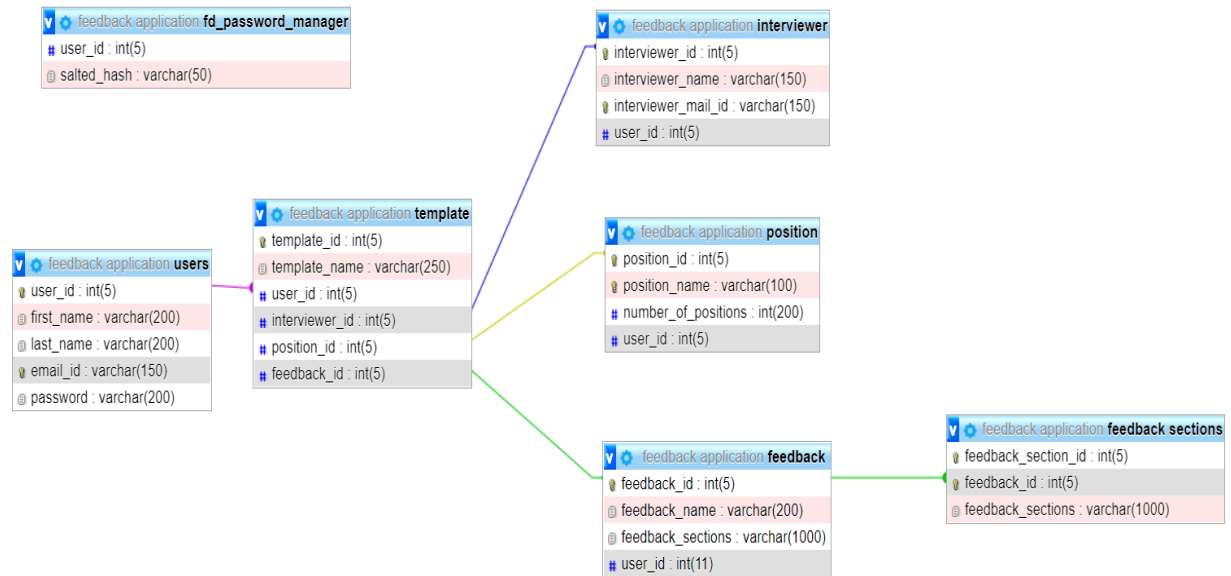 feedback application fd_password_manager
# user_id : int(5)
salted_hash : varchar(50)
feedback application interviewer
interviewer_id : int(5)
interviewer_name : varchar(150)
interviewer_mail_id : varchar(150)
# user_id : int(5)
feedback application template
template_id : int(5)
template_name : varchar(250)
# user_id : int(5)
# interviewer_id : int(5)
# position_id : int(5)
# feedback_id : int(5)
feedback application users
user_id : int(5)
first_name : varchar(200)
last_name : varchar(200)
email_id : varchar(150)
password : varchar(200)
feedback application position
position_id : int(5)
position_name : varchar(100)
# number_of_positions : int(200)
# user_id : int(5)
feedback application feedback
feedback_id : int(5)
feedback_name : varchar(200)
feedback_sections : varchar(1000)
# user_id : int(11)
feedback application feedback sections
feedback_section_id : int(5)
feedback_id : int(5)
feedback_sections : varchar(1000)